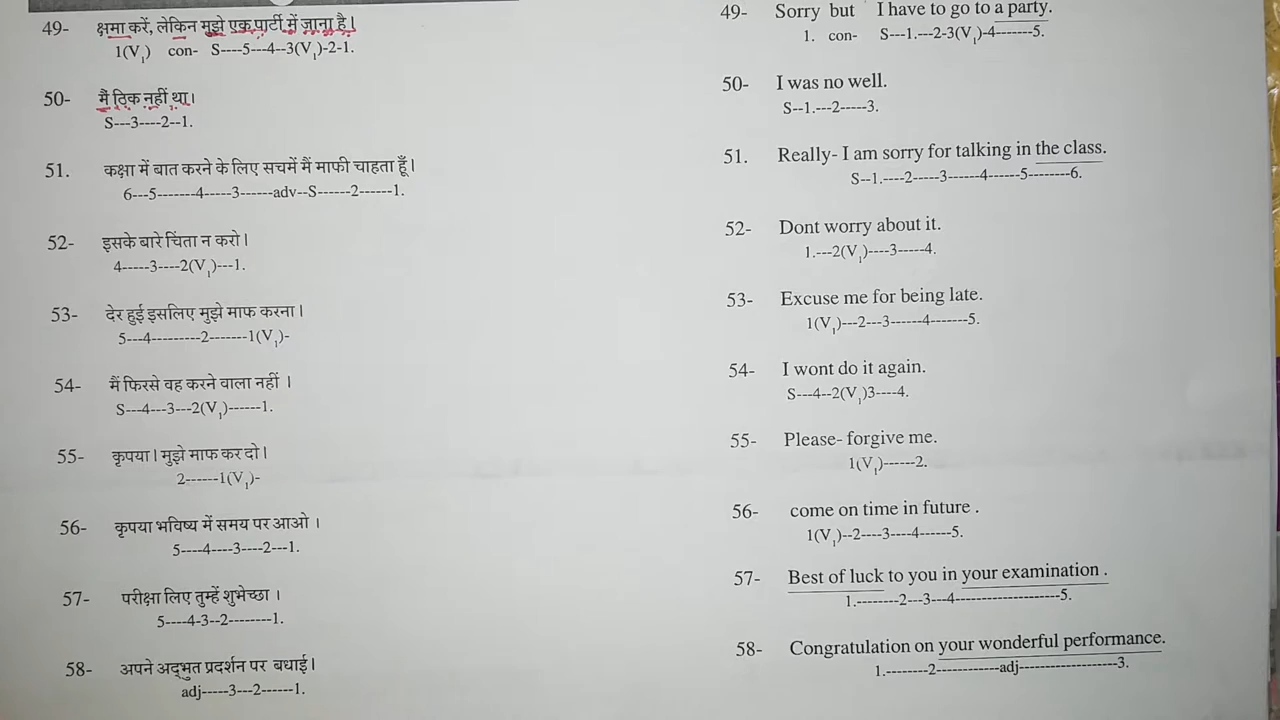 49- क्षमा करें, लेकिन मुझे एक पार्टी में जाना है।
1(V1) con- S----5---4--3(V1)-2-1.
50- मैं ठिक नहीं था।
S---3----2--1.
51. कक्षा में बात करने के लिए सचमें मैं माफी चाहता हूँ।
6---5-------4-----3------adv--S------2------1.
52- इसके बारे चिंता न करो।
4-----3----2(V1)---1.
53- देर हुई इसलिए मुझे माफ करना।
5---4---------2-------1(V1)-
54- मैं फिरसे वह करने वाला नहीं ।
S---4---3---2(V1)------1.
55- कृपया। मुझे माफ कर दो।
2------1(V1)-
56- कृपया भविष्य में समय पर आओ ।
5----4----3----2---1.
57- परीक्षा लिए तुम्हें शुभेच्छा ।
5----4-3--2--------1.
58- अपने अद्भुत प्रदर्शन पर बधाई।
adj-----3---2------1.
49- Sorry but I have to go to a party.
1. con- S---1.---2-3(V1)-4-------5.
50- I was no well.
S--1.---2-----3.
51. Really- I am sorry for talking in the class.
S--1.----2-----3------4------5--------6.
52- Dont worry about it.
1.---2(V1)----3-----4.
53- Excuse me for being late.
1(V1)---2---3------4-------5.
54- I wont do it again.
S---4--2(V1)3----4.
55- Please- forgive me.
1(V1)------2.
56- come on time in future .
1(V1)--2----3----4------5.
57- Best of luck to you in your examination .
1.--------2---3---4--------------------5.
58- Congratulation on your wonderful performance.
1.--------2------------adj------------------3.